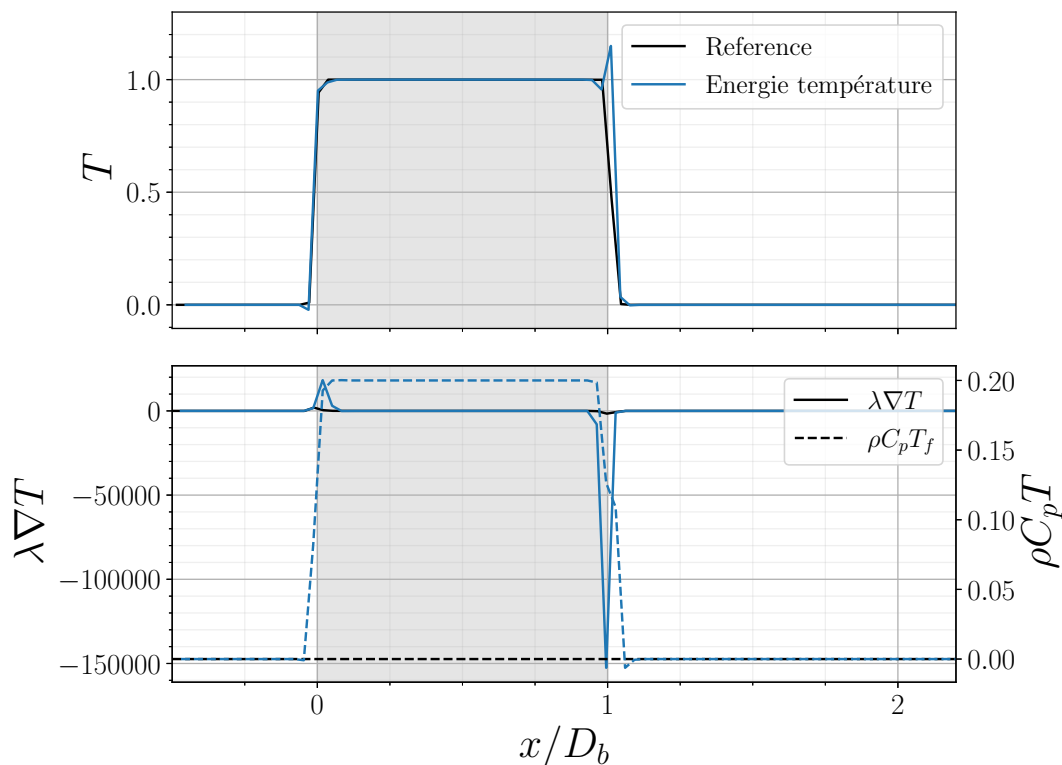 Reference
Energie température
T
1.0
0.5
0.0
λ∇T
ρC_pT_f
λ∇T
0
−50000
−100000
−150000
0.20
0.15
0.10
0.05
0.00
ρC_pT
0
1
2
x/D_b